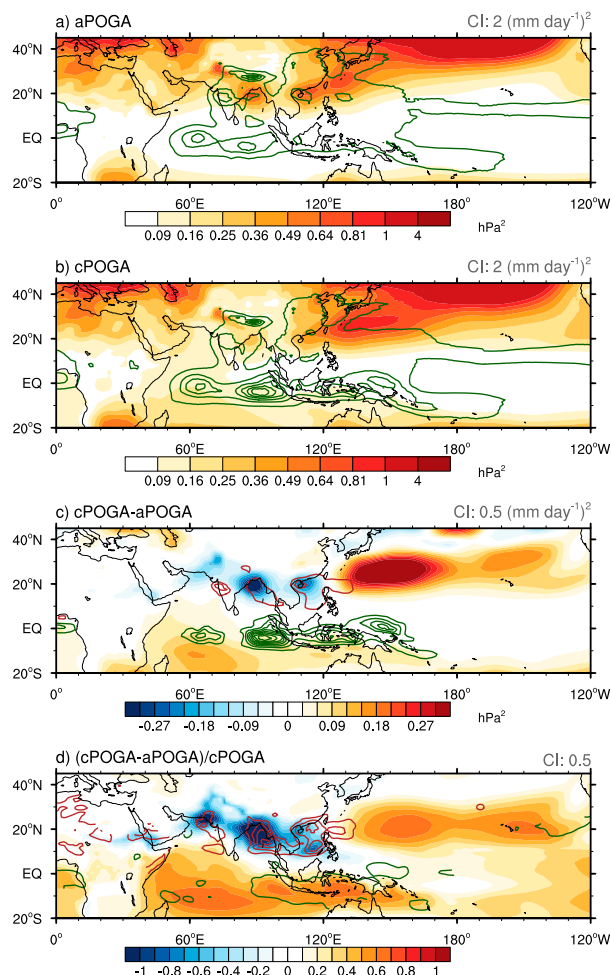 a) aPOGA CI: 2 (mm day⁻¹)²
40°N
20°N
EQ
20°S
0° 60°E 120°E 180° 120°W
0.09 0.16 0.25 0.36 0.49 0.64 0.81 1 4
hPa²
b) cPOGA CI: 2 (mm day⁻¹)²
40°N
20°N
EQ
20°S
0° 60°E 120°E 180° 120°W
0.09 0.16 0.25 0.36 0.49 0.64 0.81 1 4
hPa²
c) cPOGA-aPOGA CI: 0.5 (mm day⁻¹)²
40°N
20°N
EQ
20°S
0° 60°E 120°E 180° 120°W
-0.27 -0.18 -0.09 0 0.09 0.18 0.27
hPa²
d) (cPOGA-aPOGA)/cPOGA CI: 0.5
40°N
20°N
EQ
20°S
0° 60°E 120°E 180° 120°W
-1 -0.8 -0.6 -0.4 -0.2 0 0.2 0.4 0.6 0.8 1